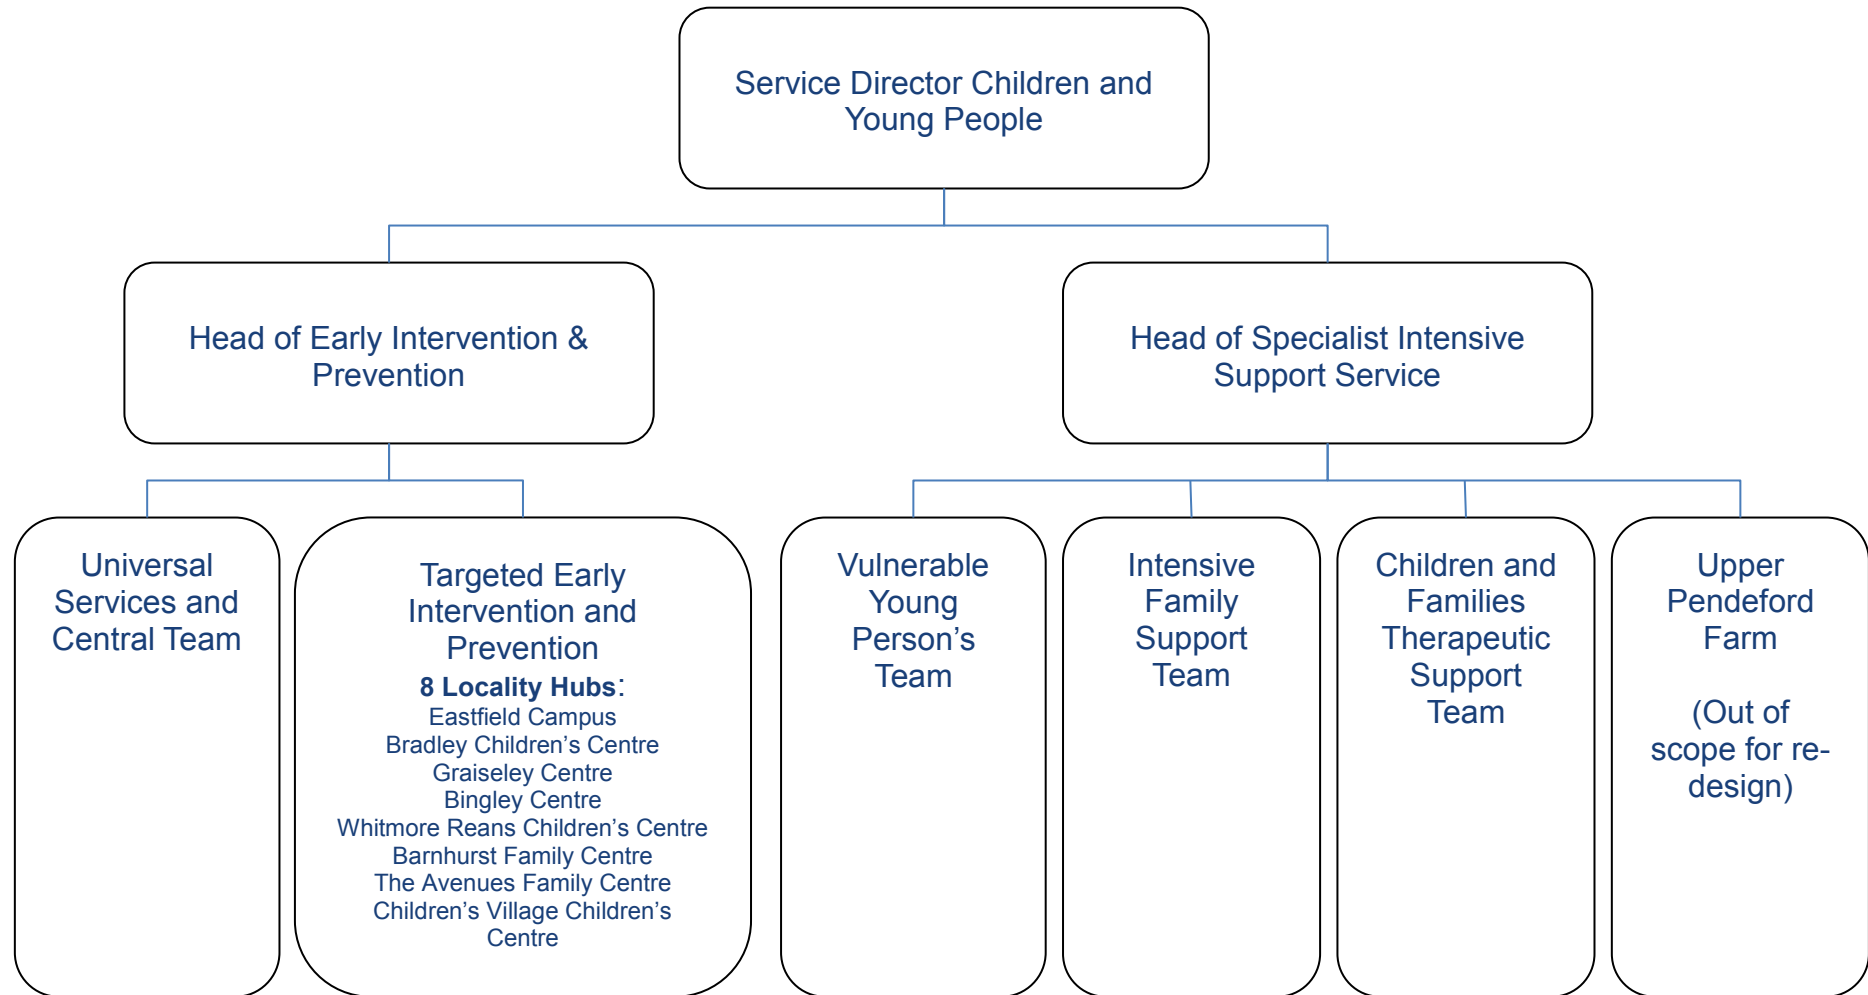 Service Director Children and
Young People
Head of Early Intervention &
Prevention
Head of Specialist Intensive
Support Service
Universal
Services and
Central Team
Targeted Early
Intervention and
Prevention
8 Locality Hubs:
Eastfield Campus
Bradley Children’s Centre
Graiseley Centre
Bingley Centre
Whitmore Reans Children’s Centre
Barnhurst Family Centre
The Avenues Family Centre
Children’s Village Children’s
Centre
Vulnerable
Young
Person’s
Team
Intensive
Family
Support
Team
Children and
Families
Therapeutic
Support
Team
Upper
Pendeford
Farm
(Out of
scope for re-
design)